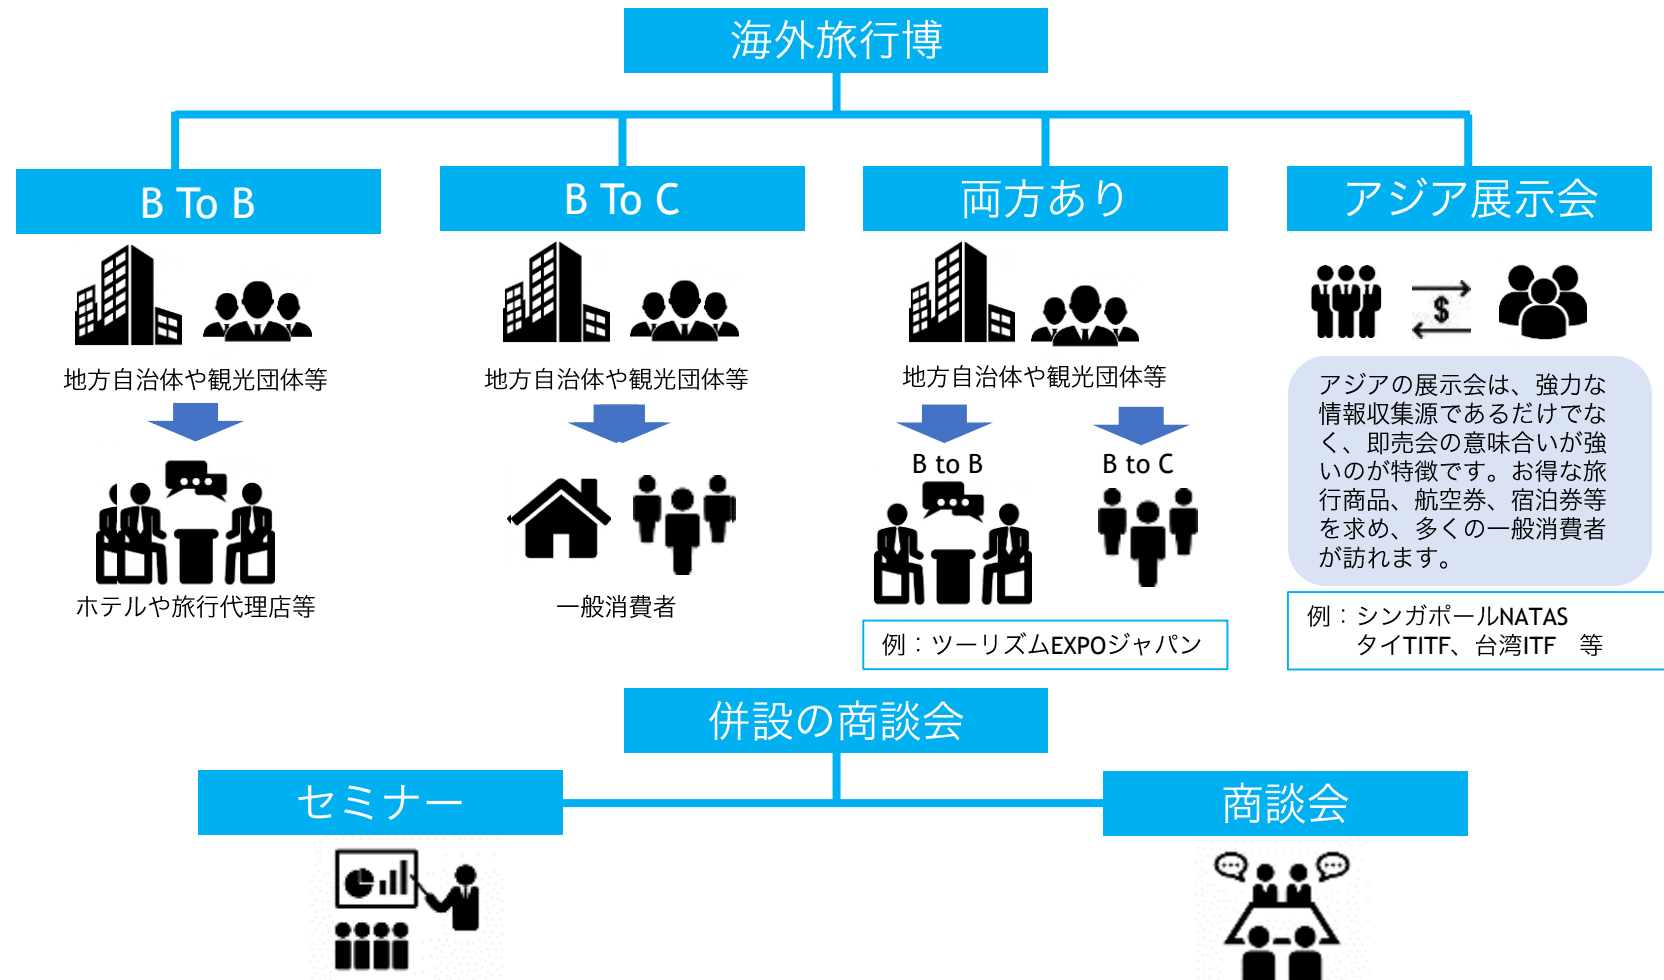 海外旅行博
B To B
B To C
両方あり
アジア展示会
地方自治体や観光団体等
ホテルや旅行代理店等
地方自治体や観光団体等
一般消費者
地方自治体や観光団体等
B to B
B to C
例：ツーリズムEXPOジャパン
$
アジアの展示会は、強力な
情報収集源であるだけでな
く、即売会の意味合いが強
いのが特徴です。お得な旅
行商品、航空券、宿泊券等
を求め、多くの一般消費者
が訪れます。
例：シンガポールNATAS
タイTITF、台湾ITF　等
併設の商談会
セミナー
商談会